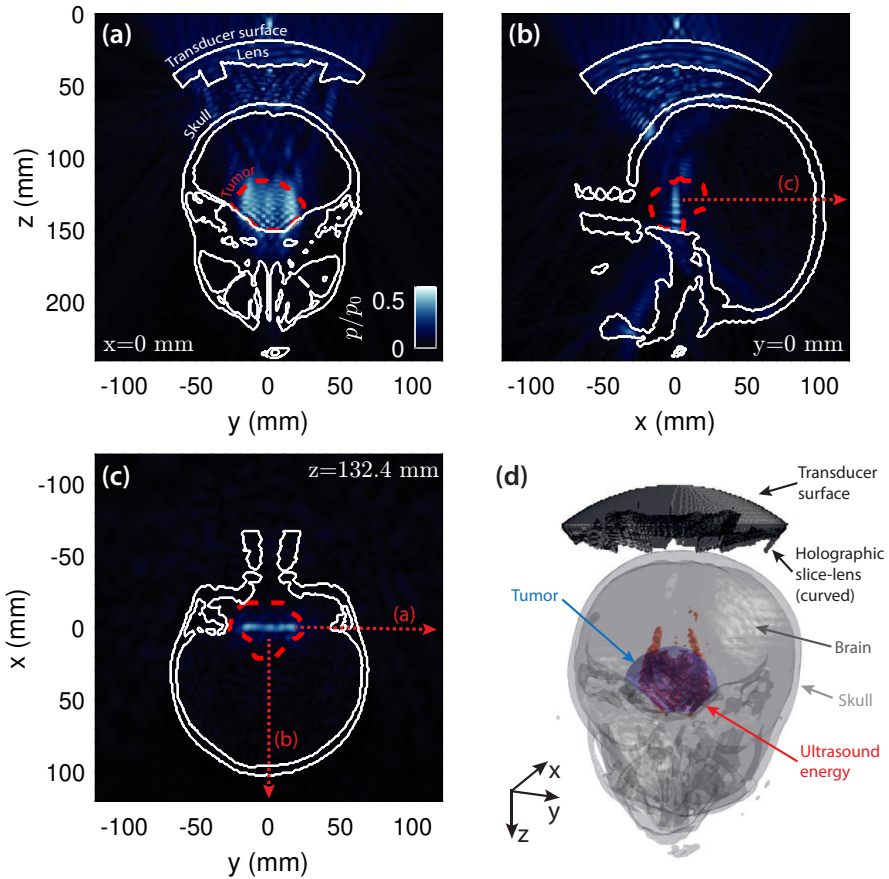 (a)
Transducer surface
Lens
Skull
Tumor
0
50
100
150
200
z (mm)
0.5
0
p/p0
x=0 mm
-100
-50
0
50
100
y (mm)
(b)
(c)
y=0 mm
-100
-50
0
50
100
x (mm)
(c)
z=132.4 mm
-100
-50
0
50
100
x (mm)
(a)
(b)
-100
-50
0
50
100
y (mm)
(d)
Transducer
surface
Holographic
slice-lens
(curved)
Tumor
Brain
Skull
Ultrasound
energy
x
y
z